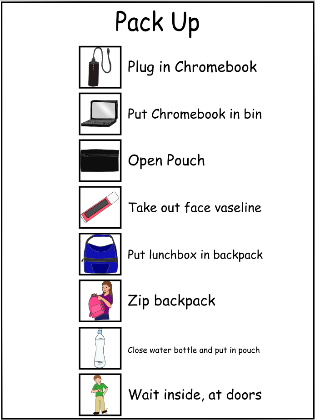 Pack Up
Plug in Chromebook
Put Chromebook in bin
Open Pouch
Take out face vaseline
Put lunchbox in backpack
Zip backpack
Close water bottle and put in pouch
Wait inside, at doors